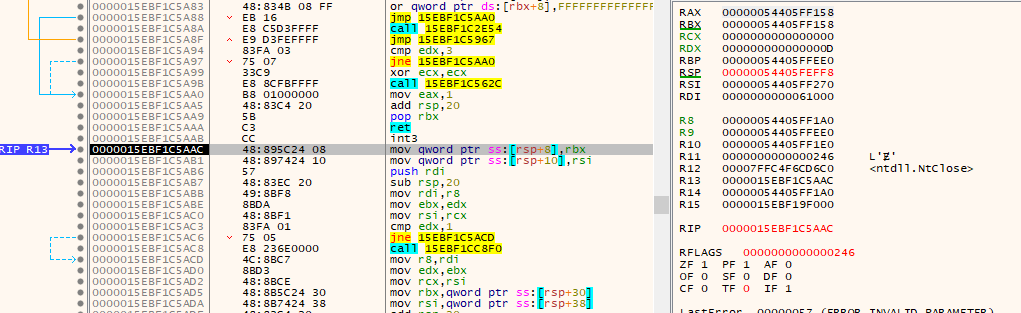 0000015EBF1C5A83 48:834B 08 FF or qword ptr ds:[rbx+8],FFFFFFFFFFFFFF
0000015EBF1C5A88 EB 16 jmp 15EBF1C5AA0
0000015EBF1C5A8A E8 C5D3FFFF call 15EBF1C2E54
0000015EBF1C5A8F E9 D3FEFFFF jmp 15EBF1C5967
0000015EBF1C5A94 83FA 03 cmp edx,3
0000015EBF1C5A97 75 07 jne 15EBF1C5AA0
0000015EBF1C5A99 33C9 xor ecx,ecx
0000015EBF1C5A9B E8 8CFBFFFF call 15EBF1C562C
0000015EBF1C5AA0 B8 01000000 mov eax,1
0000015EBF1C5AA5 48:83C4 20 add rsp,20
0000015EBF1C5AA9 5B pop rbx
0000015EBF1C5AAA C3 ret
0000015EBF1C5AAB CC int3
RIP R13 0000015EBF1C5AAC 48:895C24 08 mov qword ptr ss:[rsp+8],rbx
0000015EBF1C5AB1 48:897424 10 mov qword ptr ss:[rsp+10],rsi
0000015EBF1C5AB6 57 push rdi
0000015EBF1C5AB7 48:83EC 20 sub rsp,20
0000015EBF1C5ABB 49:8BF8 mov rdi,r8
0000015EBF1C5ABE 8BDA mov ebx,edx
0000015EBF1C5AC0 48:8BF1 mov rsi,rcx
0000015EBF1C5AC3 83FA 01 cmp edx,1
0000015EBF1C5AC6 75 05 jne 15EBF1C5ACD
0000015EBF1C5AC8 E8 236E0000 call 15EBF1CC8F0
0000015EBF1C5ACD 4C:8BC7 mov r8,rdi
0000015EBF1C5AD0 8BD3 mov edx,ebx
0000015EBF1C5AD2 48:8BCE mov rcx,rsi
0000015EBF1C5AD5 48:8B5C24 30 mov rbx,qword ptr ss:[rsp+30]
0000015EBF1C5ADA 48:8B7424 38 mov rsi,qword ptr ss:[rsp+38]
RAX 00000054405FF158
RBX 00000054405FF158
RCX 0000000000000000
RDX 000000000000000D
RBP 00000054405FFEE0
RSP 00000054405FEFF8
RSI 00000054405FF270
RDI 0000000000061000
R8 00000054405FF1A0
R9 00000054405FFEE0
R10 00000054405FF1E0
R11 0000000000000246 L'Ɇ'
R12 00007FFC4F6CD6C0 <ntdll.NtClose>
R13 0000015EBF1C5AAC
R14 00000054405FF1A0
R15 0000015EBF19F000
RIP 0000015EBF1C5AAC
RFLAGS 0000000000000246
ZF 1 PF 1 AF 0
OF 0 SF 0 DF 0
CF 0 TF 0 IF 1
LastError 00000057 (ERROR_INVALID_PARAMETER)